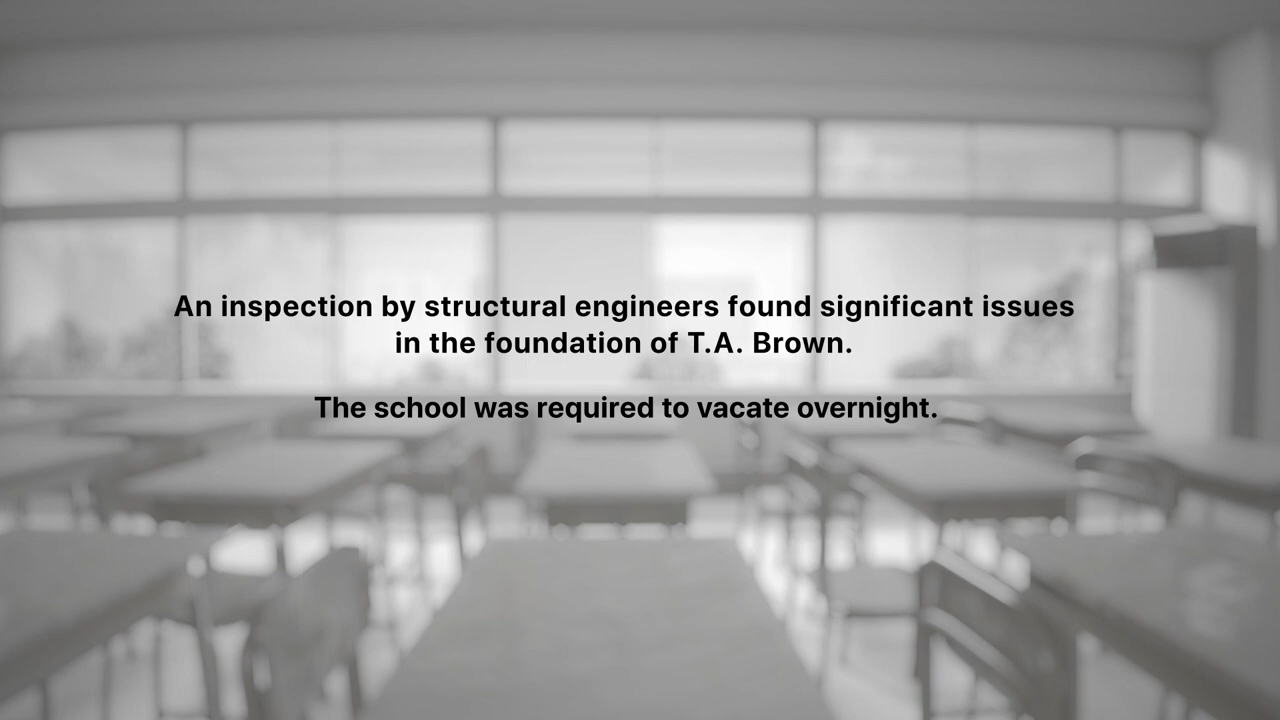 An inspection by structural engineers found significant issues
in the foundation of T.A. Brown.
The school was required to vacate overnight.